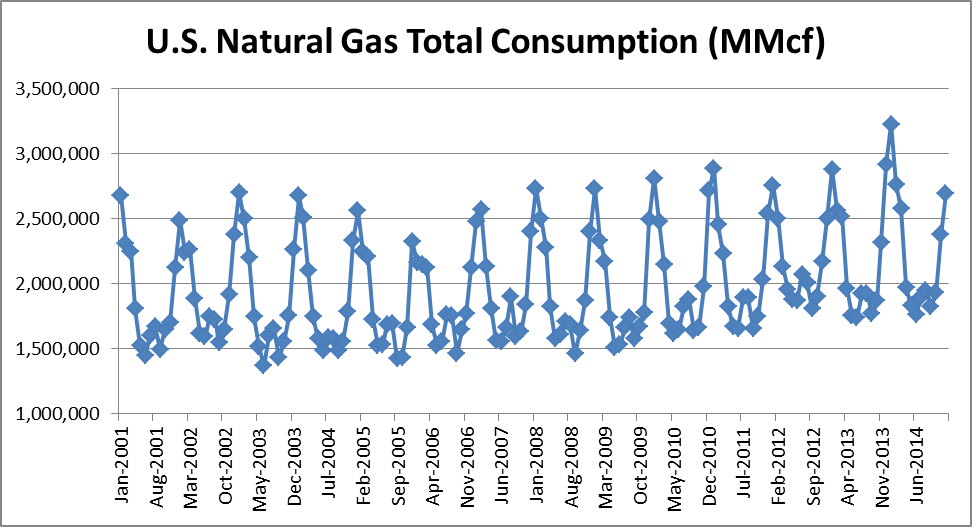 U.S. Natural Gas Total Consumption (MMcf)
3,500,000
3,000,000
2,500,000
2,000,000
1,500,000
1,000,000
Jan-2001
Aug-2001
Mar-2002
Oct-2002
May-2003
Dec-2003
Jul-2004
Feb-2005
Sep-2005
Apr-2006
Nov-2006
Jun-2007
Jan-2008
Aug-2008
Mar-2009
Oct-2009
May-2010
Dec-2010
Jul-2011
Feb-2012
Sep-2012
Apr-2013
Nov-2013
Jun-2014